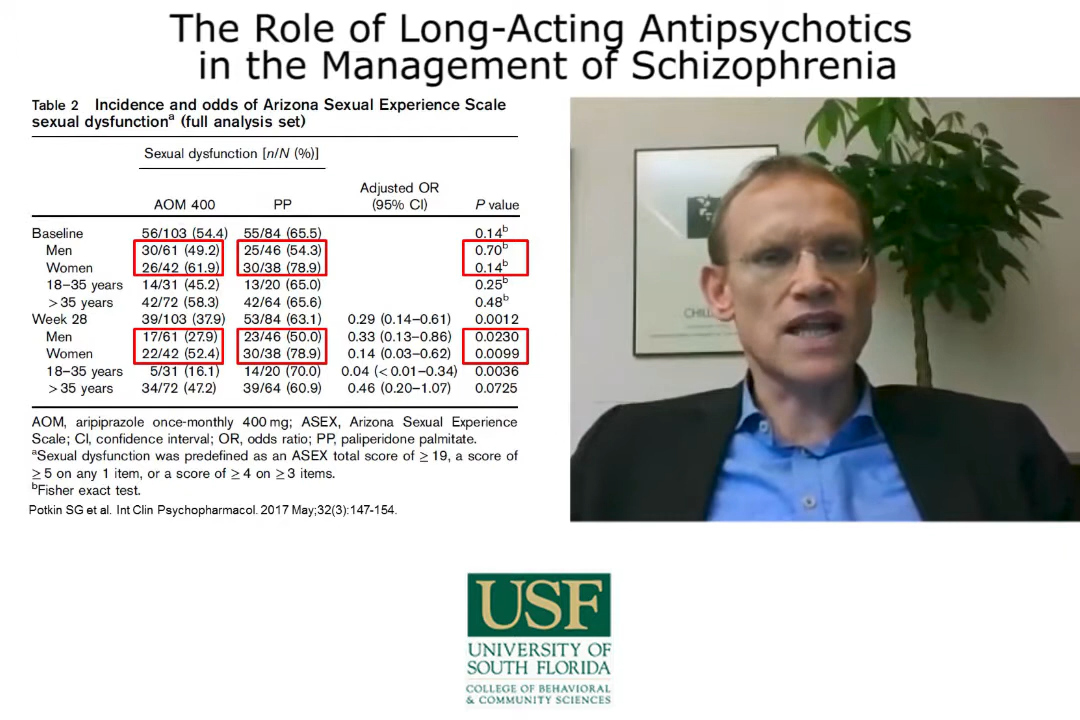 The Role of Long-Acting Antipsychotics
in the Management of Schizophrenia
Table 2 Incidence and odds of Arizona Sexual Experience Scale
sexual dysfunctionᵃ (full analysis set)
Sexual dysfunction [n/N (%)]
Adjusted OR
AOM 400 PP (95% CI) P value
Baseline 56/103 (54.4) 55/84 (65.5) 0.14ᵇ
Men 30/61 (49.2) 25/46 (54.3) 0.70ᵇ
Women 26/42 (61.9) 30/38 (78.9) 0.14ᵇ
18–35 years 14/31 (45.2) 13/20 (65.0) 0.25ᵇ
> 35 years 42/72 (58.3) 42/64 (65.6) 0.48ᵇ
Week 28 39/103 (37.9) 53/84 (63.1) 0.29 (0.14–0.61) 0.0012
Men 17/61 (27.9) 23/46 (50.0) 0.33 (0.13–0.86) 0.0230
Women 22/42 (52.4) 30/38 (78.9) 0.14 (0.03–0.62) 0.0099
18–35 years 5/31 (16.1) 14/20 (70.0) 0.04 (< 0.01–0.34) 0.0036
> 35 years 34/72 (47.2) 39/64 (60.9) 0.46 (0.20–1.07) 0.0725
AOM, aripiprazole once-monthly 400 mg; ASEX, Arizona Sexual Experience
Scale; CI, confidence interval; OR, odds ratio; PP, paliperidone palmitate.
ᵃSexual dysfunction was predefined as an ASEX total score of ≥ 19, a score of
≥ 5 on any 1 item, or a score of ≥ 4 on ≥ 3 items.
ᵇFisher exact test.
Potkin SG et al. Int Clin Psychopharmacol. 2017 May;32(3):147-154.
CHILL
USF
UNIVERSITY OF
SOUTH FLORIDA
COLLEGE OF BEHAVIORAL
& COMMUNITY SCIENCES